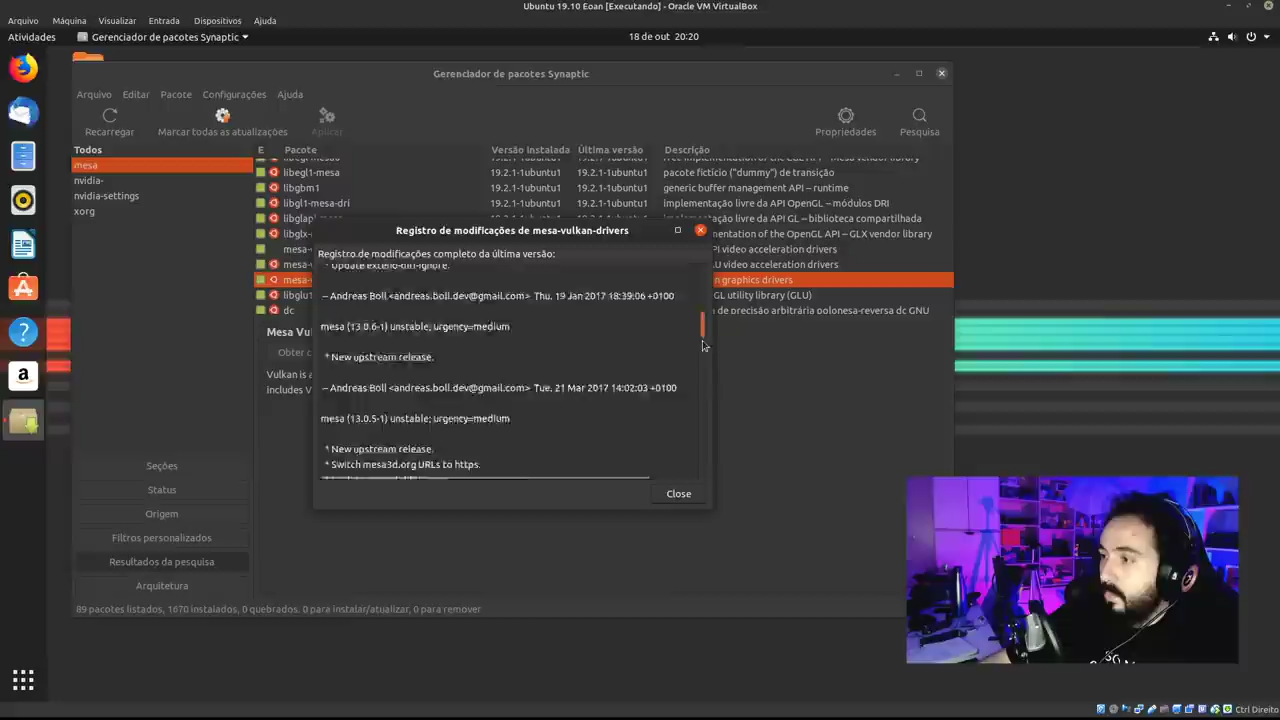 Ubuntu 19.10 Eoan [Executando] - Oracle VM VirtualBox
Arquivo Máquina Visualizar Entrada Dispositivos Ajuda
Atividades Gerenciador de pacotes Synaptic 18 de out 20:20
Gerenciador de pacotes Synaptic
Arquivo Editar Pacote Configurações Ajuda
Recarregar Marcar todas as atualizações Aplicar Propriedades Pesquisa
Todos
mesa
nvidia-
nvidia-settings
xorg
E Pacote Versão Instalada Última versão Descrição
libegl1-mesa 19.2.1-1ubuntu1 19.2.1-1ubuntu1 pacote fictício ("dummy") de transição
libgbm1 19.2.1-1ubuntu1 19.2.1-1ubuntu1 generic buffer management API -- runtime
libgl1-mesa-dri 19.2.1-1ubuntu1 19.2.1-1ubuntu1 implementação livre da API OpenGL – módulos DRI
implementação livre da API GL – biblioteca compartilhada
libglx- mentation of the OpenGL API -- GLX vendor library
mesa- PI video acceleration drivers
mesa- U video acceleration drivers
mesa- n graphics drivers
libglu1 GL utility library (GLU)
dc de precisão arbitrária polonesa-reversa dc GNU
Registro de modificações de mesa-vulkan-drivers
Registro de modificações completo da última versão:
-- Andreas Boll <andreas.boll.dev@gmail.com> Thu, 19 Jan 2017 18:39:06 +0100
mesa (13.0.6-1) unstable; urgency=medium
* New upstream release.
-- Andreas Boll <andreas.boll.dev@gmail.com> Tue, 21 Mar 2017 14:02:03 +0100
mesa (13.0.5-1) unstable; urgency=medium
* New upstream release.
* Switch mesa3d.org URLs to https.
Close
Mesa Vul
Obter c
Vulkan is a
includes V
Seções
Status
Origem
Filtros personalizados
Resultados da pesquisa
Arquitetura
89 pacotes listados, 1670 instalados, 0 quebrados. 0 para instalar/atualizar, 0 para remover
Ctrl Direito